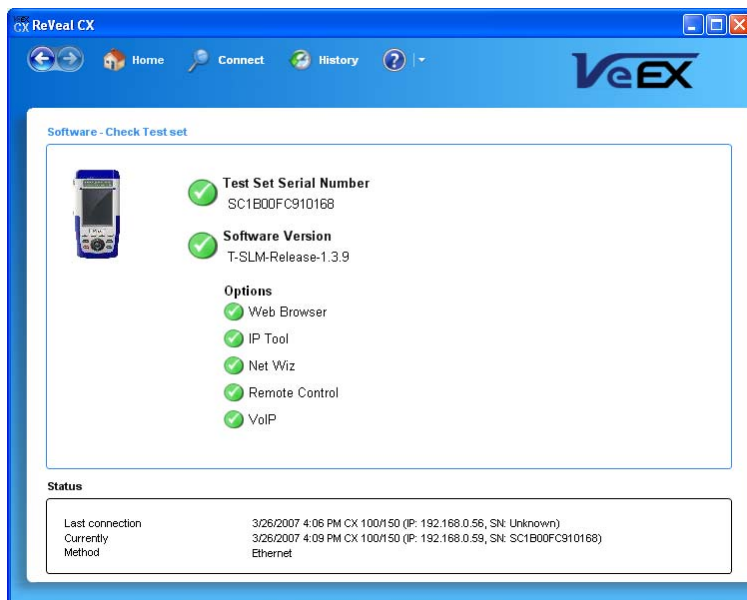 CX ReVeal CX
Home
Connect
History
?
VeEX
Software - Check Test set
Test Set Serial Number
SC1B00FC910168
Software Version
T-SLM-Release-1.3.9
Options
Web Browser
IP Tool
Net Wiz
Remote Control
VoIP
Status
Last connection 3/26/2007 4:06 PM CX 100/150 (IP: 192.168.0.56, SN: Unknown)
Currently 3/26/2007 4:09 PM CX 100/150 (IP: 192.168.0.59, SN: SC1B00FC910168)
Method Ethernet